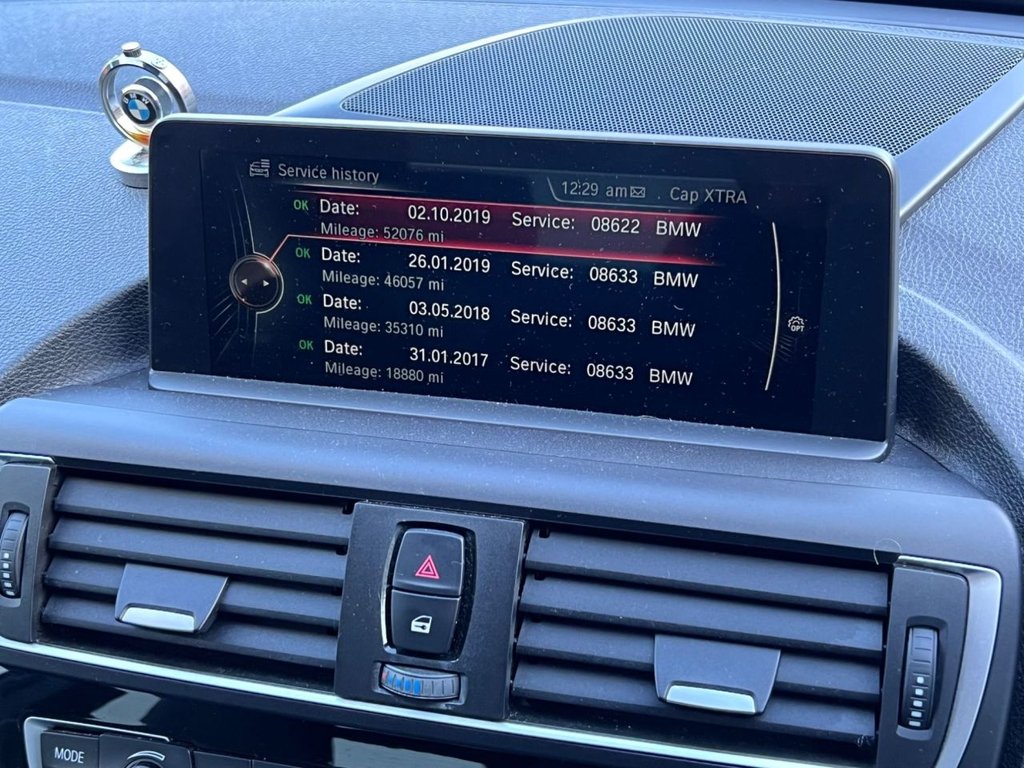 Service history
12:29 am Cap XTRA
OK Date: 02.10.2019 Service: 08622 BMW
Mileage: 52076 mi
OK Date: 26.01.2019 Service: 08633 BMW
Mileage: 46057 mi
OK Date: 03.05.2018 Service: 08633 BMW
Mileage: 35310 mi
OK Date: 31.01.2017 Service: 08633 BMW
Mileage: 18880 mi
OPT
MODE